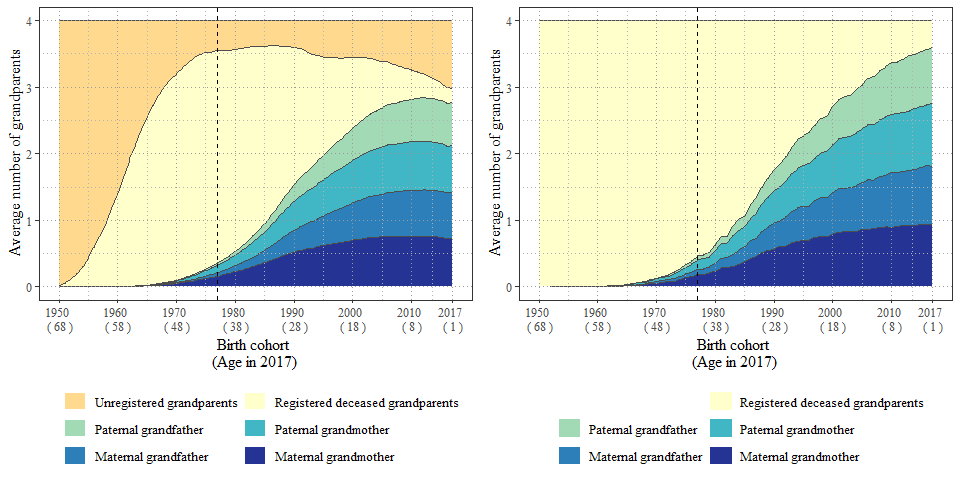 Average number of grandparents
4
3
2
1
0
1950 1960 1970 1980 1990 2000 2010 2017
( 68 ) ( 58 ) ( 48 ) ( 38 ) ( 28 ) ( 18 ) ( 8 ) ( 1 )
Birth cohort
(Age in 2017)
Unregistered grandparents Registered deceased grandparents
Paternal grandfather Paternal grandmother
Maternal grandfather Maternal grandmother
Average number of grandparents
4
3
2
1
0
1950 1960 1970 1980 1990 2000 2010 2017
( 68 ) ( 58 ) ( 48 ) ( 38 ) ( 28 ) ( 18 ) ( 8 ) ( 1 )
Birth cohort
(Age in 2017)
Registered deceased grandparents
Paternal grandfather Paternal grandmother
Maternal grandfather Maternal grandmother